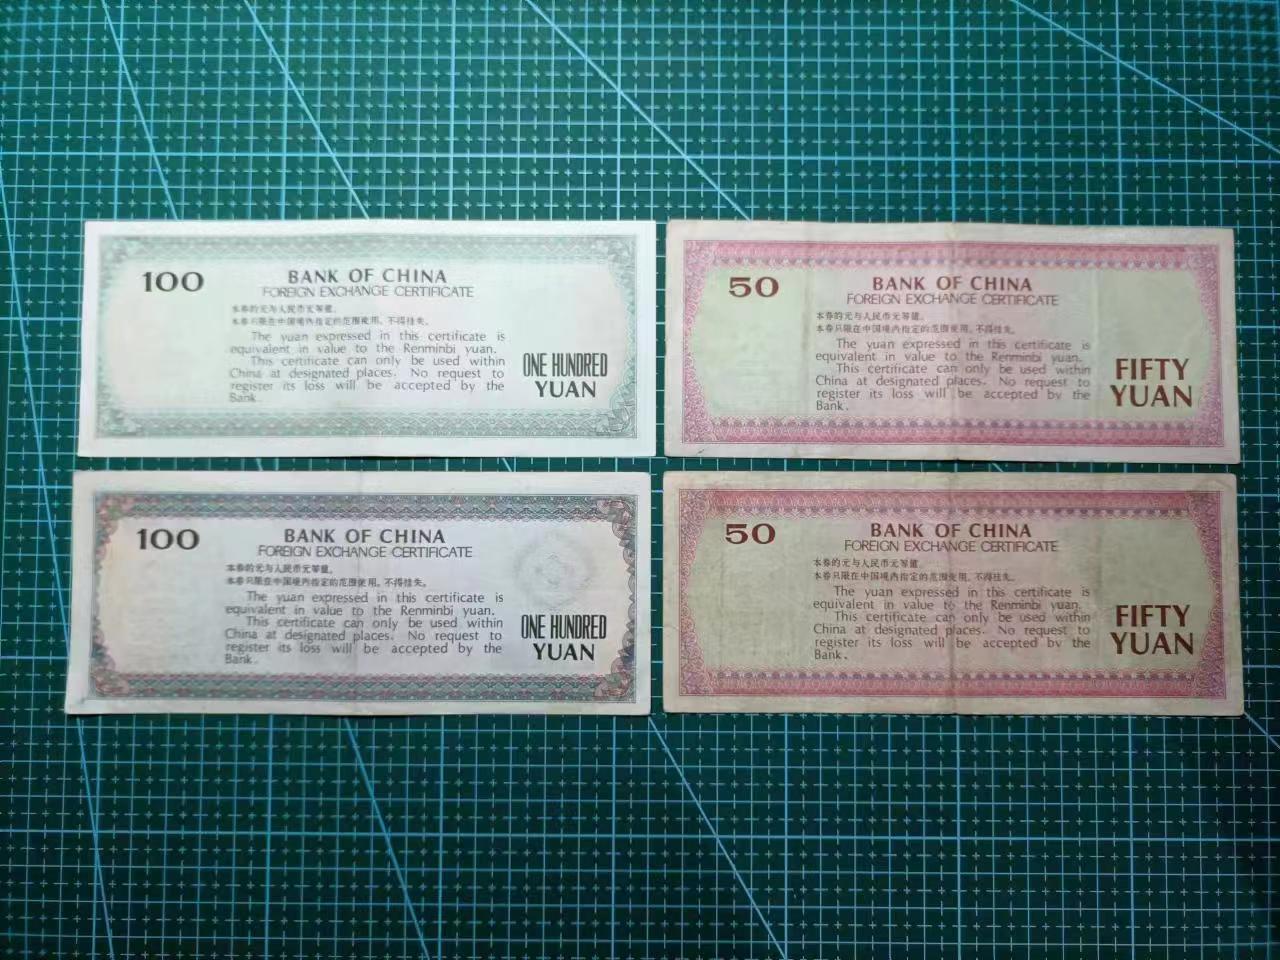 100
BANK OF CHINA
FOREIGN EXCHANGE CERTIFICATE
本券的元与人民币元等值。
本券只限在中国境内指定的范围使用，不得挂失。
The yuan expressed in this certificate is
equivalent in value to the Renminbi yuan.
This certificate can only be used within
China at designated places. No request to
register its loss will be accepted by the
Bank.
ONE HUNDRED
YUAN
50
BANK OF CHINA
FOREIGN EXCHANGE CERTIFICATE
本券的元与人民币元等值。
本券只限在中国境内指定的范围使用，不得挂失。
The yuan expressed in this certificate is
equivalent in value to the Renminbi yuan.
This certificate can only be used within
China at designated places. No request to
register its loss will be accepted by the
Bank.
FIFTY
YUAN
100
BANK OF CHINA
FOREIGN EXCHANGE CERTIFICATE
本券的元与人民币元等值。
本券只限在中国境内指定的范围使用，不得挂失。
The yuan expressed in this certificate is
equivalent in value to the Renminbi yuan.
This certificate can only be used within
China at designated places. No request to
register its loss will be accepted by the
Bank.
ONE HUNDRED
YUAN
50
BANK OF CHINA
FOREIGN EXCHANGE CERTIFICATE
本券的元与人民币元等值。
本券只限在中国境内指定的范围使用，不得挂失。
The yuan expressed in this certificate is
equivalent in value to the Renminbi yuan.
This certificate can only be used within
China at designated places. No request to
register its loss will be accepted by the
Bank.
FIFTY
YUAN